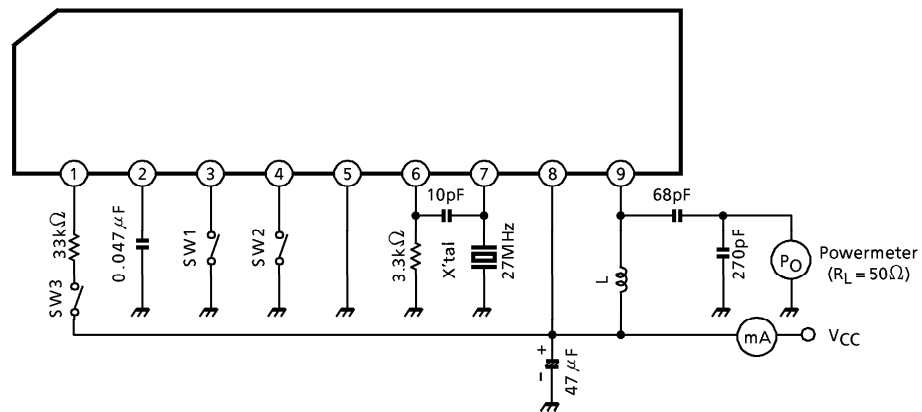 1 2 3 4 5 6 7 8 9
33kΩ
SW3
0.047μF
SW1
SW2
3.3kΩ
10pF
X'tal
27MHz
L
68pF
270pF
PO
Powermeter
(RL = 50Ω)
mA
VCC
+
−
47μF